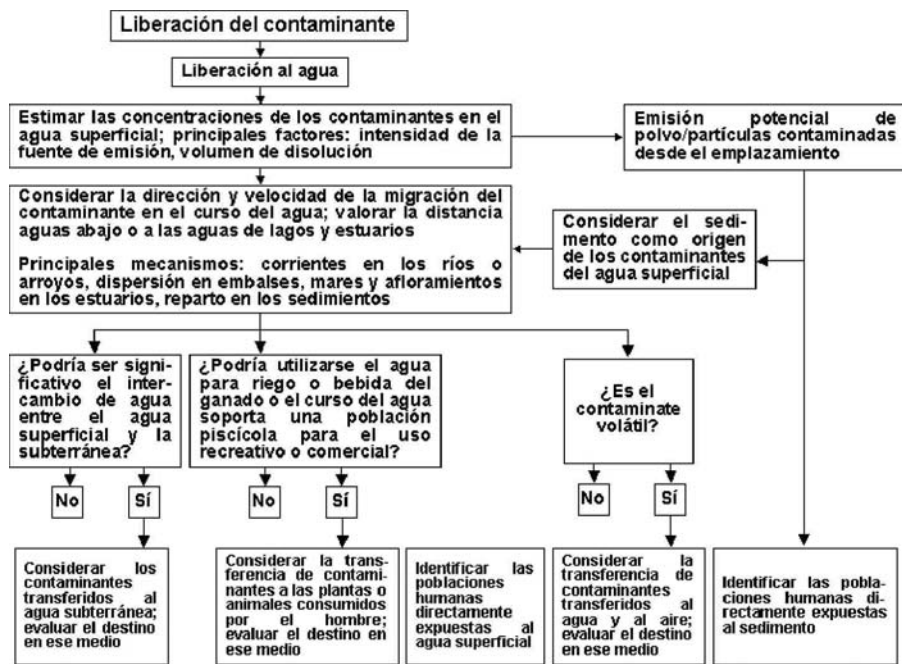 Liberación del contaminante
Liberación al agua
Estimar las concentraciones de los contaminantes en el
agua superficial; principales factores: intensidad de la
fuente de emisión, volumen de disolución
Emisión potencial de
polvo/partículas contaminadas
desde el emplazamiento
Considerar la dirección y velocidad de la migración del
contaminante en el curso del agua; valorar la distancia
aguas abajo o a las aguas de lagos y estuarios
Principales mecanismos: corrientes en los ríos o
arroyos, dispersión en embalses, mares y afloramientos
en los estuarios, reparto en los sedimentos
Considerar el sedi-
mento como origen
de los contaminantes
del agua superficial
¿Podría ser signi-
ficativo el inter-
cambio de agua
entre el agua
superficial y la
subterránea?
¿Podría utilizarse el agua
para riego o bebida del
ganado o el curso del agua
soporta una población
piscícola para el uso
recreativo o comercial?
¿Es el
contaminate
volátil?
No
Sí
No
Sí
No
Sí
Considerar los
contaminantes
transferidos al
agua subterránea;
evaluar el destino
en ese medio
Considerar la trans-
ferencia de contami-
nantes a las plantas o
animales consumidos
por el hombre;
evaluar el destino en
ese medio
Identificar las
poblaciones
humanas
directamente
expuestas al
agua superficial
Considerar la
transferencia de
contaminantes
transferidos al
agua y al aire;
evaluar el destino
en ese medio
Identificar las pobla-
ciones humanas di-
rectamente expuestas
al sedimento